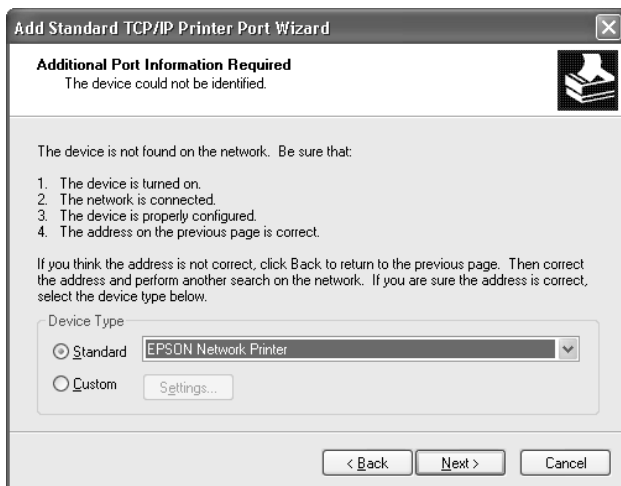 Add Standard TCP/IP Printer Port Wizard
Additional Port Information Required
The device could not be identified.
The device is not found on the network. Be sure that:
1. The device is turned on.
2. The network is connected.
3. The device is properly configured.
4. The address on the previous page is correct.
If you think the address is not correct, click Back to return to the previous page. Then correct
the address and perform another search on the network. If you are sure the address is correct,
select the device type below.
Device Type
Standard EPSON Network Printer
Custom Settings...
< Back Next > Cancel